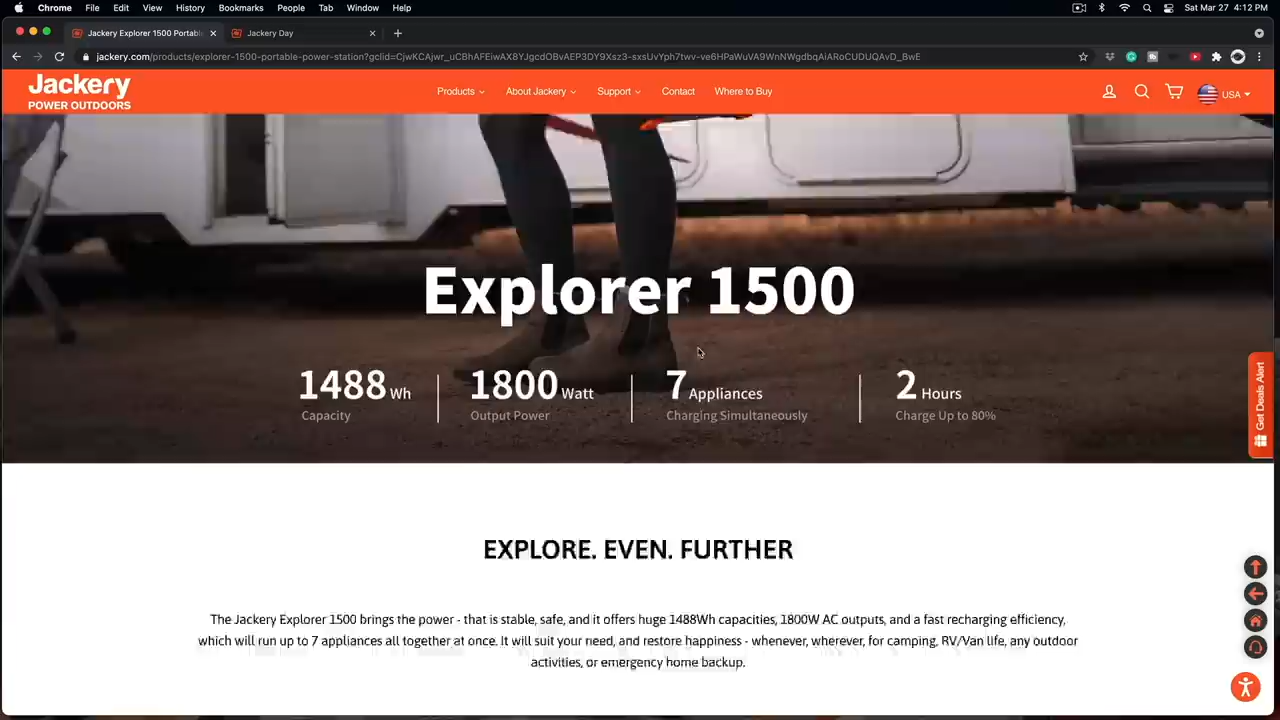 Chrome File Edit View History Bookmarks People Tab Window Help Sat Mar 27 4:12 PM
Jackery Explorer 1500 Portabl Jackery Day
jackery.com/products/explorer-1500-portable-power-station?gclid=CjwKCAjwr_uCBhAFEiwAX8YJgcdOBvAEP3DY9Xsz3-sxsUvYph7twv-ve6HPaWuVA9WnNWgdbqAiARoCUDUQAvD_BwE
Jackery
POWER OUTDOORS
Products About Jackery Support Contact Where to Buy USA
Explorer 1500
1488 Wh 1800 Watt 7 Appliances 2 Hours
Capacity Output Power Charging Simultaneously Charge Up to 80%
Get Deals Alert
EXPLORE. EVEN. FURTHER
The Jackery Explorer 1500 brings the power - that is stable, safe, and it offers huge 1488Wh capacities, 1800W AC outputs, and a fast recharging efficiency,
which will run up to 7 appliances all together at once. It will suit your need, and restore happiness - whenever, wherever, for camping, RV/Van life, any outdoor
activities, or emergency home backup.